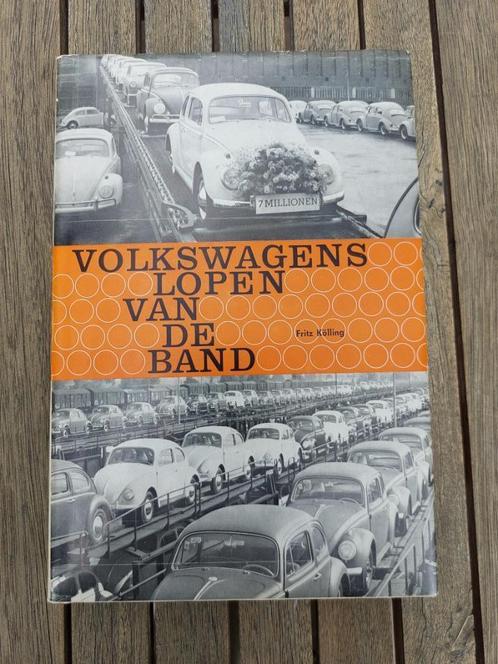 7 MILLIONEN
VOLKSWAGENS
LOPEN
VAN
DE
BAND
Fritz Kölling